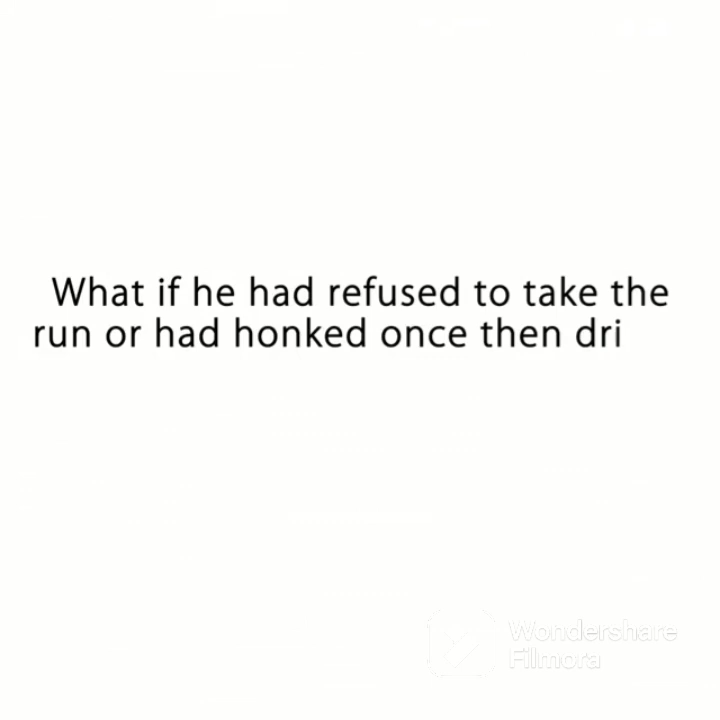 What if he had refused to take the
run or had honked once then dri
Wondershare
Filmora